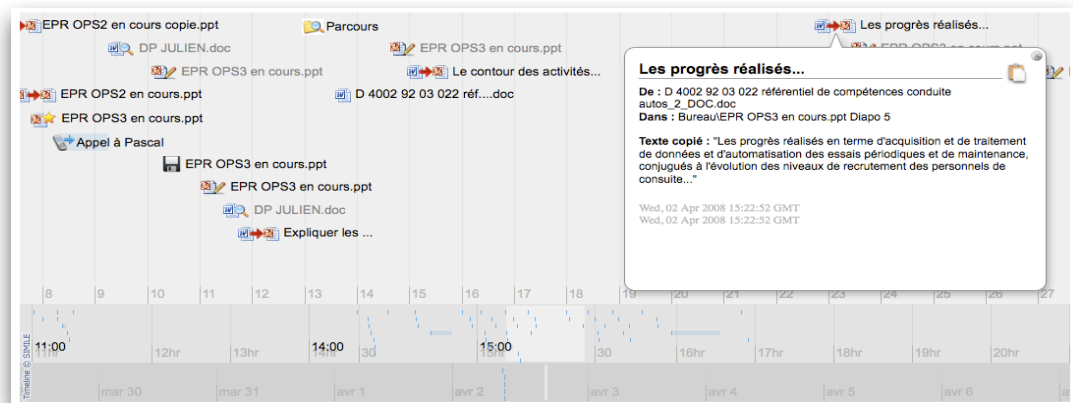 EPR OPS2 en cours copie.ppt
Parcours
Les progrès réalisés...
DP JULIEN.doc
EPR OPS3 en cours.ppt
EPR OPS3 en cours.ppt
EPR OPS3 en cours.ppt
Le contour des activités...
EPR OPS2 en cours.ppt
D 4002 92 03 022 réf....doc
EPR OPS3 en cours.ppt
Appel à Pascal
EPR OPS3 en cours.ppt
EPR OPS3 en cours.ppt
DP JULIEN.doc
Expliquer les ...
Les progrès réalisés...
De : D 4002 92 03 022 référentiel de compétences conduite
autos_2_DOC.doc
Dans : Bureau\EPR OPS3 en cours.ppt Diapo 5
Texte copié : "Les progrès réalisés en terme d'acquisition et de traitement
de données et d'automatisation des essais périodiques et de maintenance,
conjugués à l'évolution des niveaux de recrutement des personnels de
consuite..."
Wed, 02 Apr 2008 15:22:52 GMT
Wed, 02 Apr 2008 15:22:52 GMT
8 9 10 11 12 13 14 15 16 17 18 19 20 21 22 23 24 25 26 27
11:00 14:00 15:00
11hr 12hr 13hr 14hr 30 15hr 30 16hr 17hr 18hr 19hr 20hr
mar 30 mar 31 avr 1 avr 2 avr 3 avr 4 avr 5 avr 6
Timeline © SIMILE